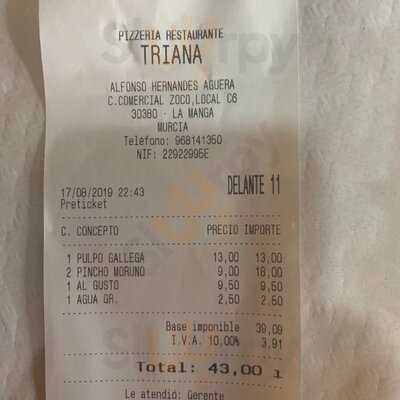 PIZZERIA RESTAURANTE
TRIANA
ALFONSO HERNANDES AGUERA
C.COMERCIAL ZOCO,LOCAL C6
30380 - LA MANGA
MURCIA
Teléfono: 968141350
NIF: 22922995E
17/08/2019 22:43 DELANTE 11
Preticket
C. CONCEPTO PRECIO IMPORTE
1 PULPO GALLEGA 13,00 13,00
2 PINCHO MORUNO 9,00 18,00
1 AL GUSTO 9,50 9,50
1 AGUA GR. 2,50 2,50
Base imponible 39,09
I.V.A. 10,00% 3,91
Total: 43,00
Le atendió: Gerente